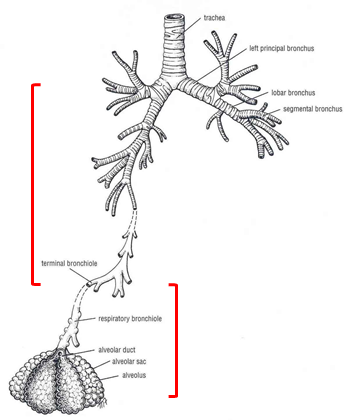 trachea
left principal bronchus
lobar bronchus
segmental bronchus
terminal bronchiole
respiratory bronchiole
alveolar duct
alveolar sac
alveolus